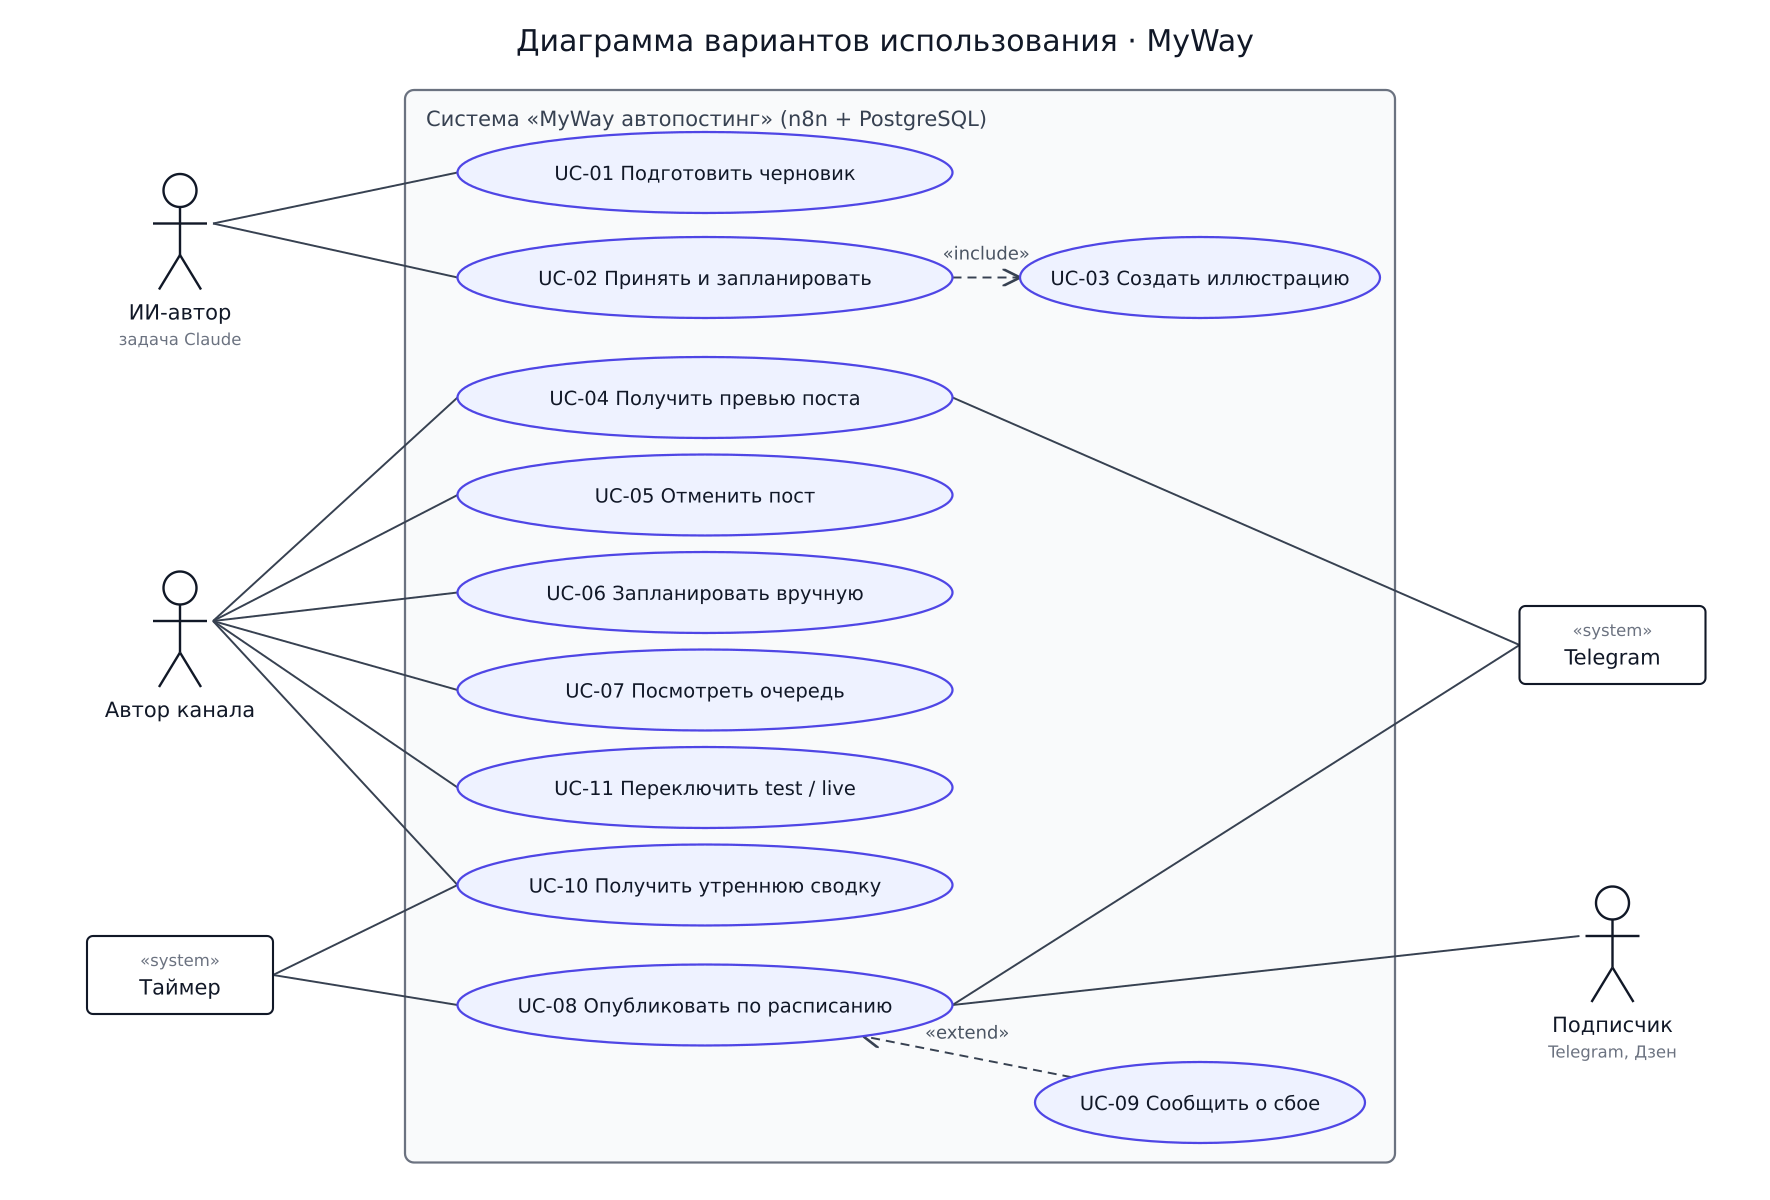 Диаграмма вариантов использования · MyWay
Система «MyWay автопостинг» (n8n + PostgreSQL)
UC-01 Подготовить черновик
UC-02 Принять и запланировать
«include»
UC-03 Создать иллюстрацию
ИИ-автор
задача Claude
UC-04 Получить превью поста
UC-05 Отменить пост
UC-06 Запланировать вручную
«system»
Telegram
UC-07 Посмотреть очередь
Автор канала
UC-11 Переключить test / live
UC-10 Получить утреннюю сводку
«system»
Таймер
UC-08 Опубликовать по расписанию
«extend»
Подписчик
Telegram, Дзен
UC-09 Сообщить о сбое